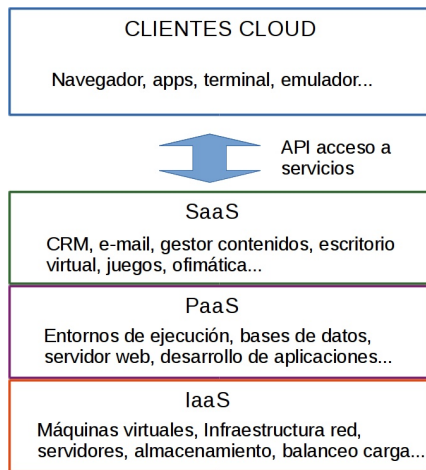 CLIENTES CLOUD
Navegador, apps, terminal, emulador...
API acceso a
servicios
SaaS
CRM, e-mail, gestor contenidos, escritorio
virtual, juegos, ofimática...
PaaS
Entornos de ejecución, bases de datos,
servidor web, desarrollo de aplicaciones...
IaaS
Máquinas virtuales, Infraestructura red,
servidores, almacenamiento, balanceo carga...